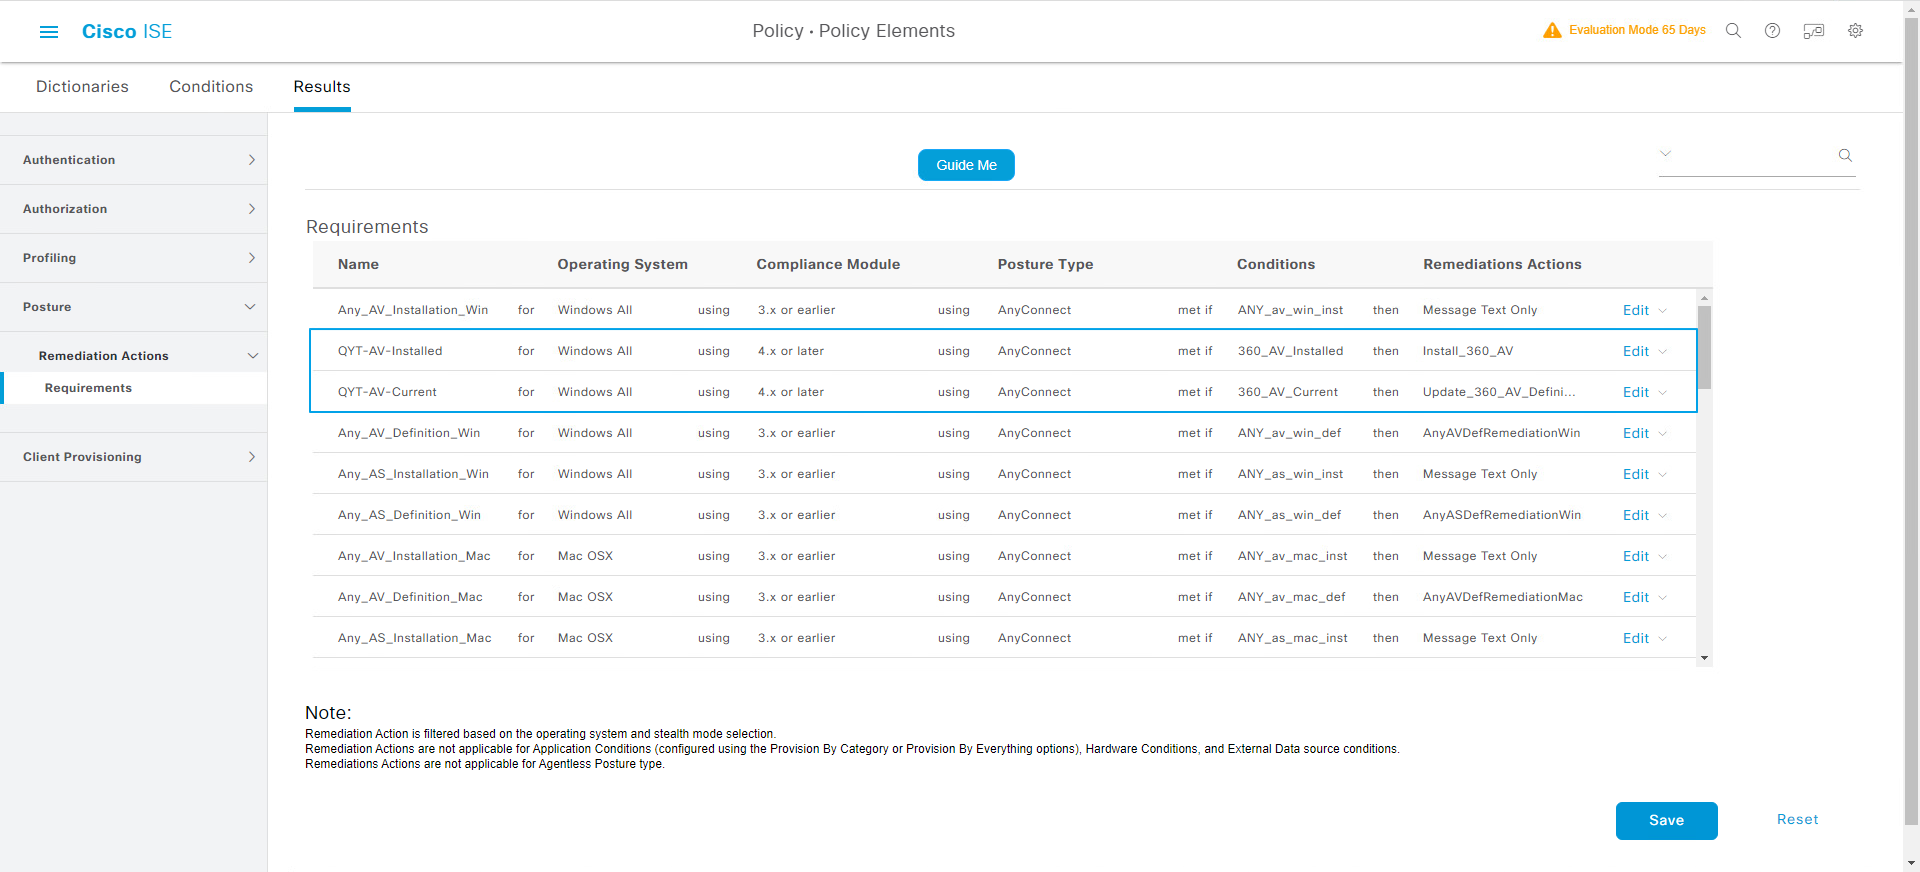 Cisco ISE
Policy · Policy Elements
Evaluation Mode 65 Days
Dictionaries Conditions Results
Authentication
Authorization
Profiling
Posture
Remediation Actions
Requirements
Client Provisioning
Guide Me
Requirements
Name Operating System Compliance Module Posture Type Conditions Remediations Actions
Any_AV_Installation_Win for Windows All using 3.x or earlier using AnyConnect met if ANY_av_win_inst then Message Text Only Edit
QYT-AV-Installed for Windows All using 4.x or later using AnyConnect met if 360_AV_Installed then Install_360_AV Edit
QYT-AV-Current for Windows All using 4.x or later using AnyConnect met if 360_AV_Current then Update_360_AV_Defini... Edit
Any_AV_Definition_Win for Windows All using 3.x or earlier using AnyConnect met if ANY_av_win_def then AnyAVDefRemediationWin Edit
Any_AS_Installation_Win for Windows All using 3.x or earlier using AnyConnect met if ANY_as_win_inst then Message Text Only Edit
Any_AS_Definition_Win for Windows All using 3.x or earlier using AnyConnect met if ANY_as_win_def then AnyASDefRemediationWin Edit
Any_AV_Installation_Mac for Mac OSX using 3.x or earlier using AnyConnect met if ANY_av_mac_inst then Message Text Only Edit
Any_AV_Definition_Mac for Mac OSX using 3.x or earlier using AnyConnect met if ANY_av_mac_def then AnyAVDefRemediationMac Edit
Any_AS_Installation_Mac for Mac OSX using 3.x or earlier using AnyConnect met if ANY_as_mac_inst then Message Text Only Edit
Note:
Remediation Action is filtered based on the operating system and stealth mode selection.
Remediation Actions are not applicable for Application Conditions (configured using the Provision By Category or Provision By Everything options), Hardware Conditions, and External Data source conditions.
Remediations Actions are not applicable for Agentless Posture type.
Save Reset